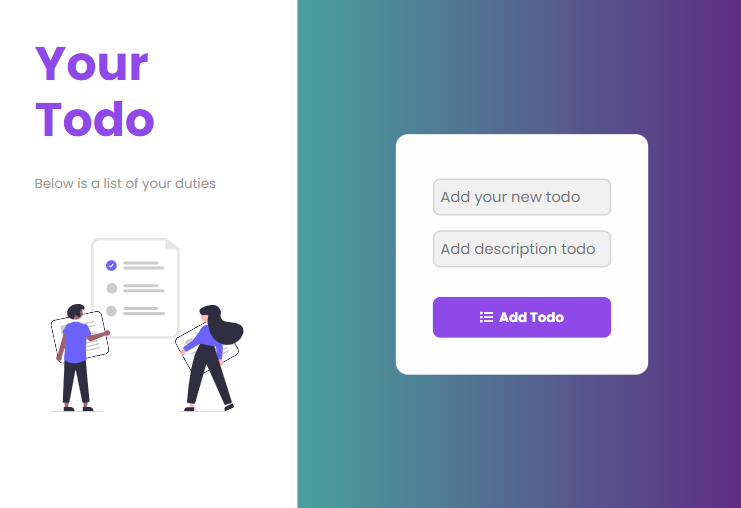 Your
Todo
Below is a list of your duties
Add your new todo
Add description todo
Add Todo